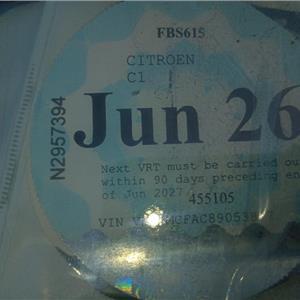 FBS615
CITROEN
C1
Jun 26
N2957394
Next VRT must be carried
within 90 days preceding
of Jun 2027
455105
VIN